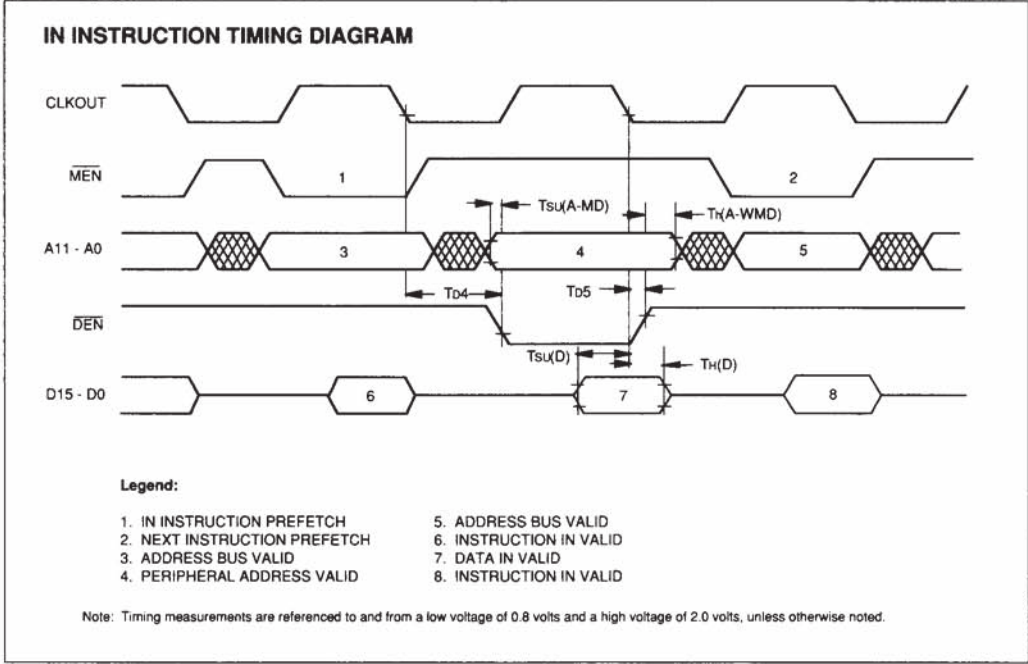 IN INSTRUCTION TIMING DIAGRAM
CLKOUT
MEN
1
2
TSU(A-MD)
TH(A-WMD)
A11 - A0
3
4
5
TD4
TD5
DEN
TSU(D)
TH(D)
D15 - D0
6
7
8
Legend:
1. IN INSTRUCTION PREFETCH
2. NEXT INSTRUCTION PREFETCH
3. ADDRESS BUS VALID
4. PERIPHERAL ADDRESS VALID
5. ADDRESS BUS VALID
6. INSTRUCTION IN VALID
7. DATA IN VALID
8. INSTRUCTION IN VALID
Note: Timing measurements are referenced to and from a low voltage of 0.8 volts and a high voltage of 2.0 volts, unless otherwise noted.